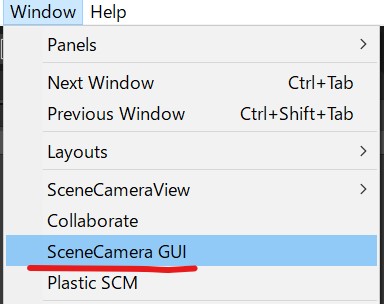 Window Help
Panels >
Next Window Ctrl+Tab
Previous Window Ctrl+Shift+Tab
Layouts >
SceneCameraView >
Collaborate
SceneCamera GUI
Plastic SCM